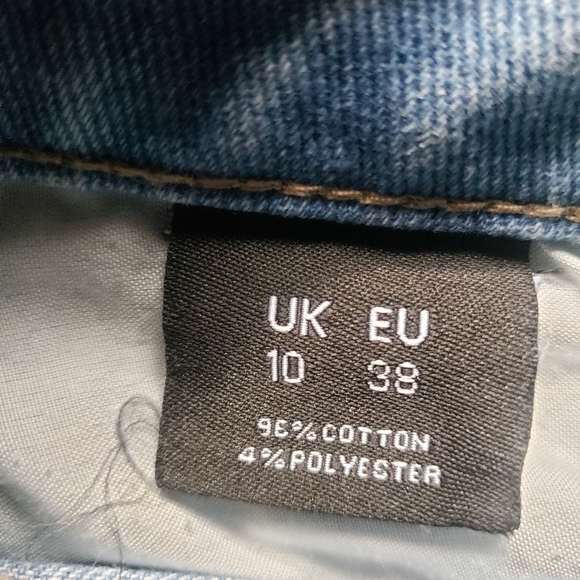 UK EU
10 38
96% COTTON
4% POLYESTER